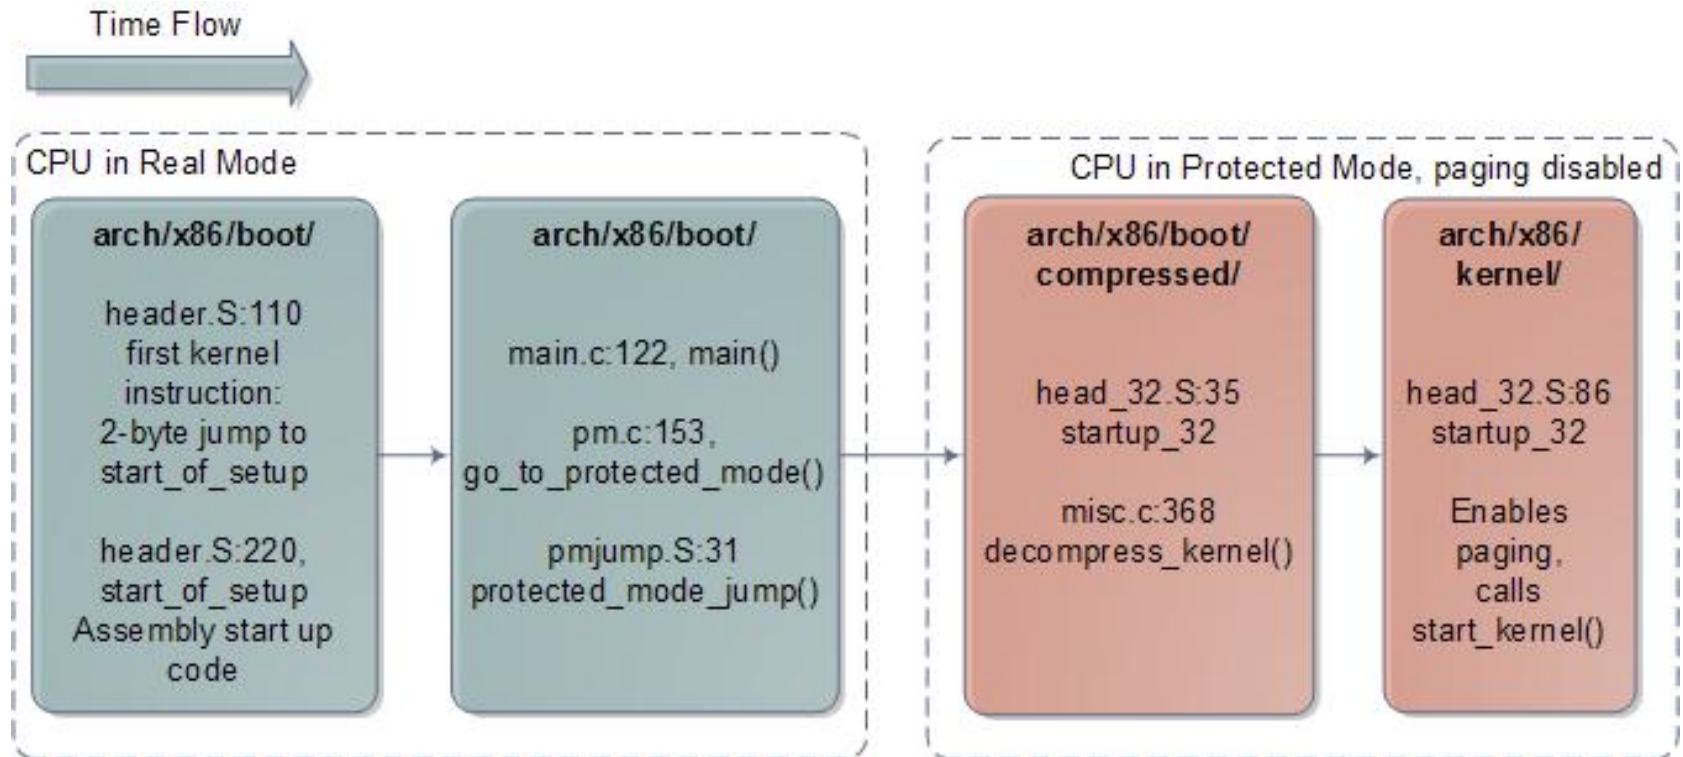 Time Flow
CPU in Real Mode
arch/x86/boot/
header.S:110
first kernel
instruction:
2-byte jump to
start_of_setup
header.S:220,
start_of_setup
Assembly start up
code
arch/x86/boot/
main.c:122, main()
pm.c:153,
go_to_protected_mode()
pmjump.S:31
protected_mode_jump()
CPU in Protected Mode, paging disabled
arch/x86/boot/
compressed/
head_32.S:35
startup_32
misc.c:368
decompress_kernel()
arch/x86/
kernel/
head_32.S:86
startup_32
Enables
paging,
calls
start_kernel()